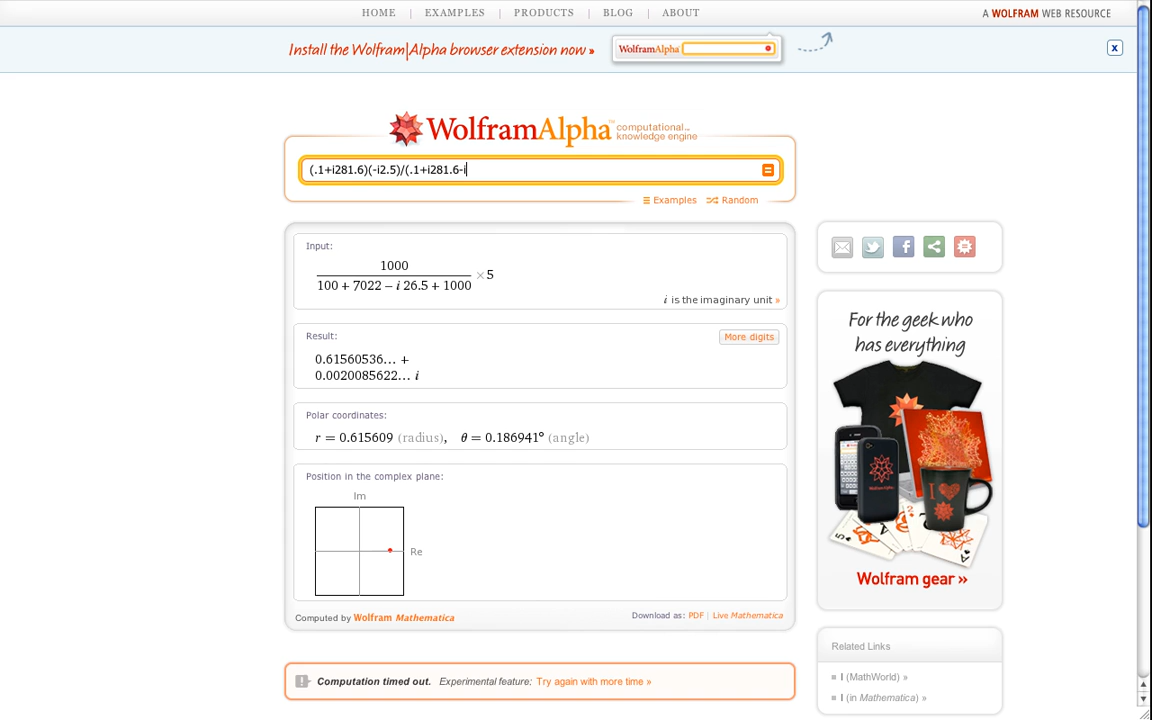 HOME | EXAMPLES | PRODUCTS | BLOG | ABOUT
A WOLFRAM WEB RESOURCE
Install the Wolfram|Alpha browser extension now »
WolframAlpha
x
WolframAlpha™ computational... knowledge engine
(.1+i281.6)(-i2.5)/(.1+i281.6-i
=
Examples Random
Input:
1000
100 + 7022 − i 26.5 + 1000
×5
i is the imaginary unit »
Result:
More digits
0.61560536… +
0.0020085622… i
Polar coordinates:
r = 0.615609 (radius), θ = 0.186941° (angle)
Position in the complex plane:
Im
Re
Computed by Wolfram Mathematica
Download as: PDF | Live Mathematica
Computation timed out. Experimental feature: Try again with more time »
For the geek who
has everything
I
Wolfram gear »
Related Links
I (MathWorld) »
I (in Mathematica) »